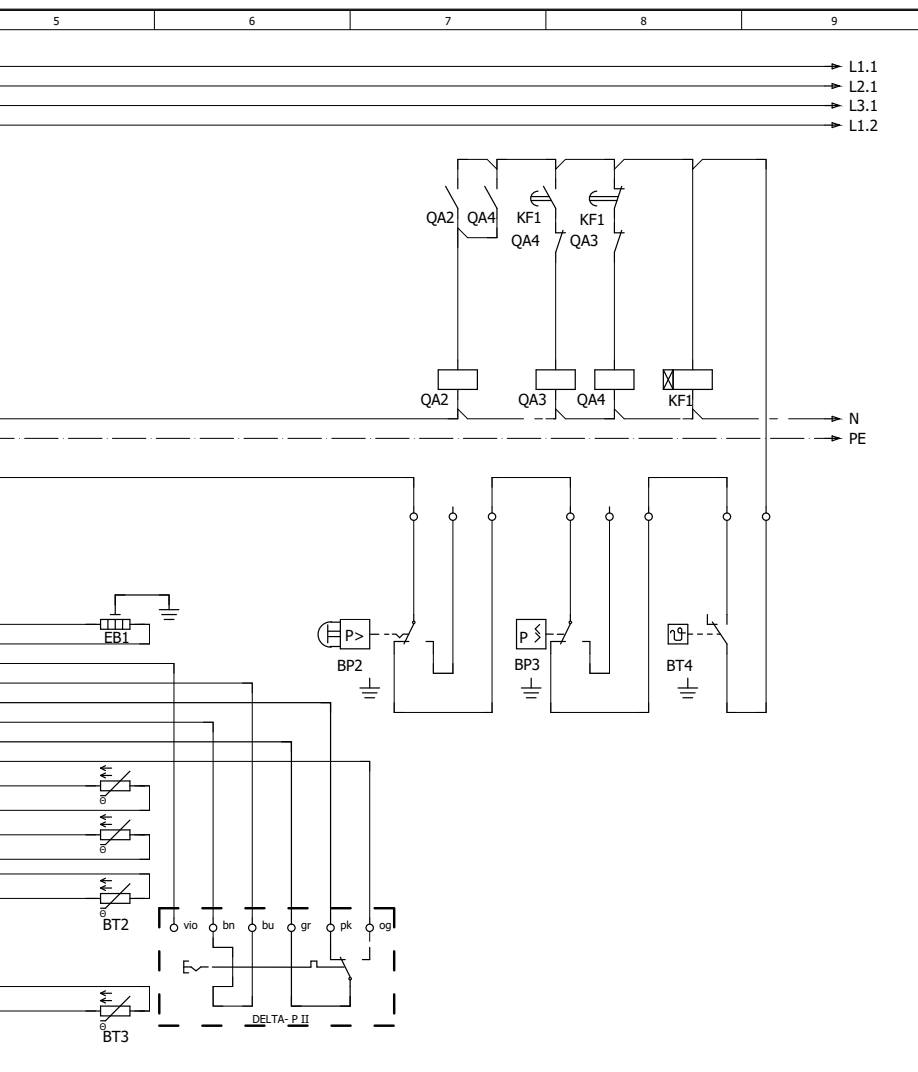 5 6 7 8 9
L1.1
L2.1
L3.1
L1.2
QA2 QA4 KF1 KF1
QA4 QA3
QA2 QA3 QA4 KF1
N
PE
EB1
P> P ϑ
BP2 BP3 BT4
Θ
Θ
Θ
BT2
vio bn bu gr pk og
DELTA- P II
Θ
BT3